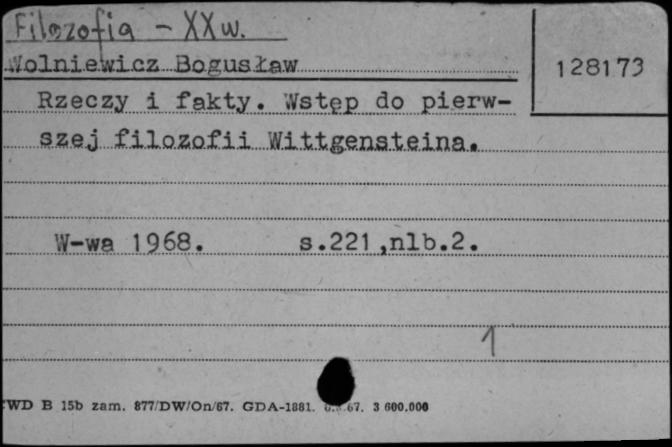 Filozofia - XX w.
Wolniewicz Bogusław
128173
Rzeczy i fakty. Wstęp do pierw-
szej filozofii Wittgensteina.
W-wa 1968. s.221,nlb.2.
1
WD B 15b zam. 877/DW/On/67. GDA-1881. 67. 3 600.000